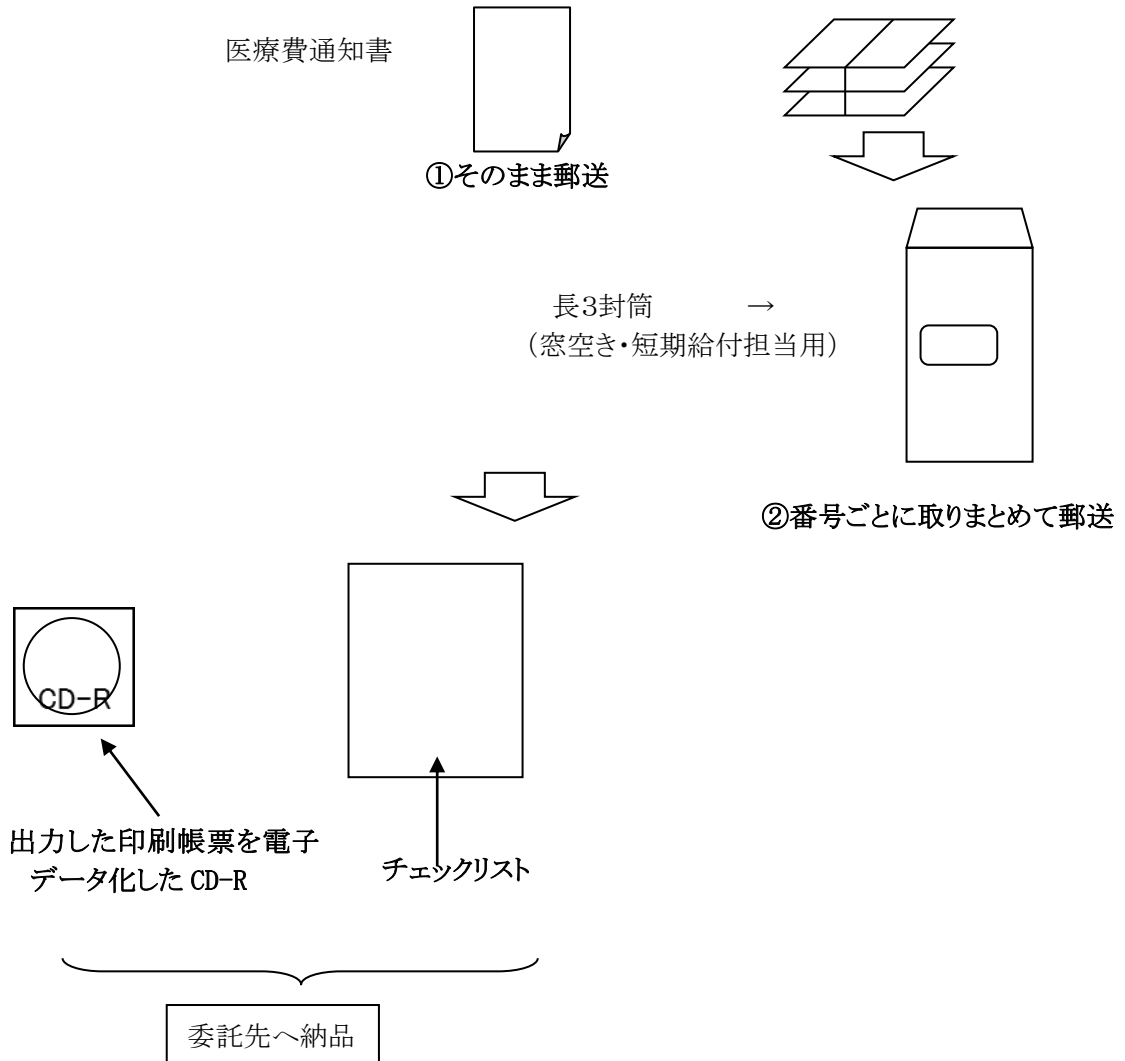 医療費通知書
①そのまま郵送
長3封筒 →
(窓空き・短期給付担当用)
②番号ごとに取りまとめて郵送
CD-R
出力した印刷帳票を電子
データ化した CD-R
チェックリスト
委託先へ納品